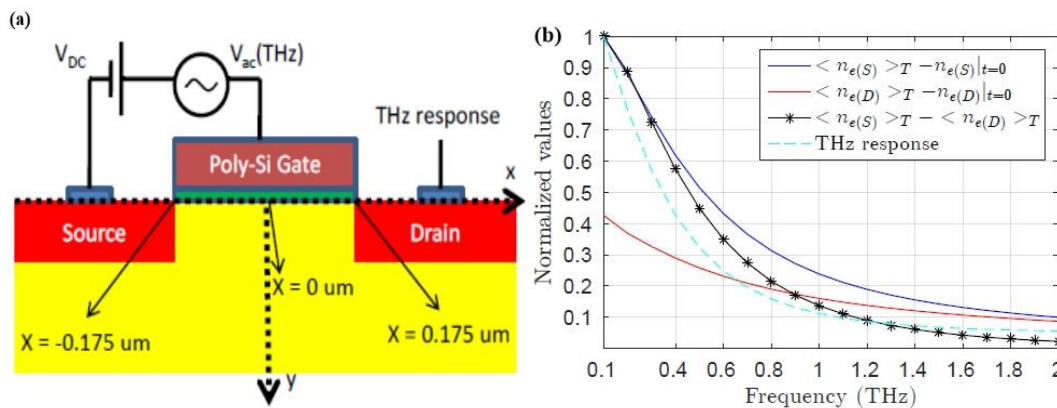 (a)
V_DC
V_ac(THz)
THz response
Poly-Si Gate
x
Source
Drain
X = 0 um
X = -0.175 um
X = 0.175 um
y
(b)
Normalized values
1
0.9
0.8
0.7
0.6
0.5
0.4
0.3
0.2
0.1
< n_e(S) >_T − n_e(S)|_t=0
< n_e(D) >_T − n_e(D)|_t=0
< n_e(S) >_T − < n_e(D) >_T
THz response
0.1 0.4 0.6 0.8 1 1.2 1.4 1.6 1.8 2
Frequency (THz)